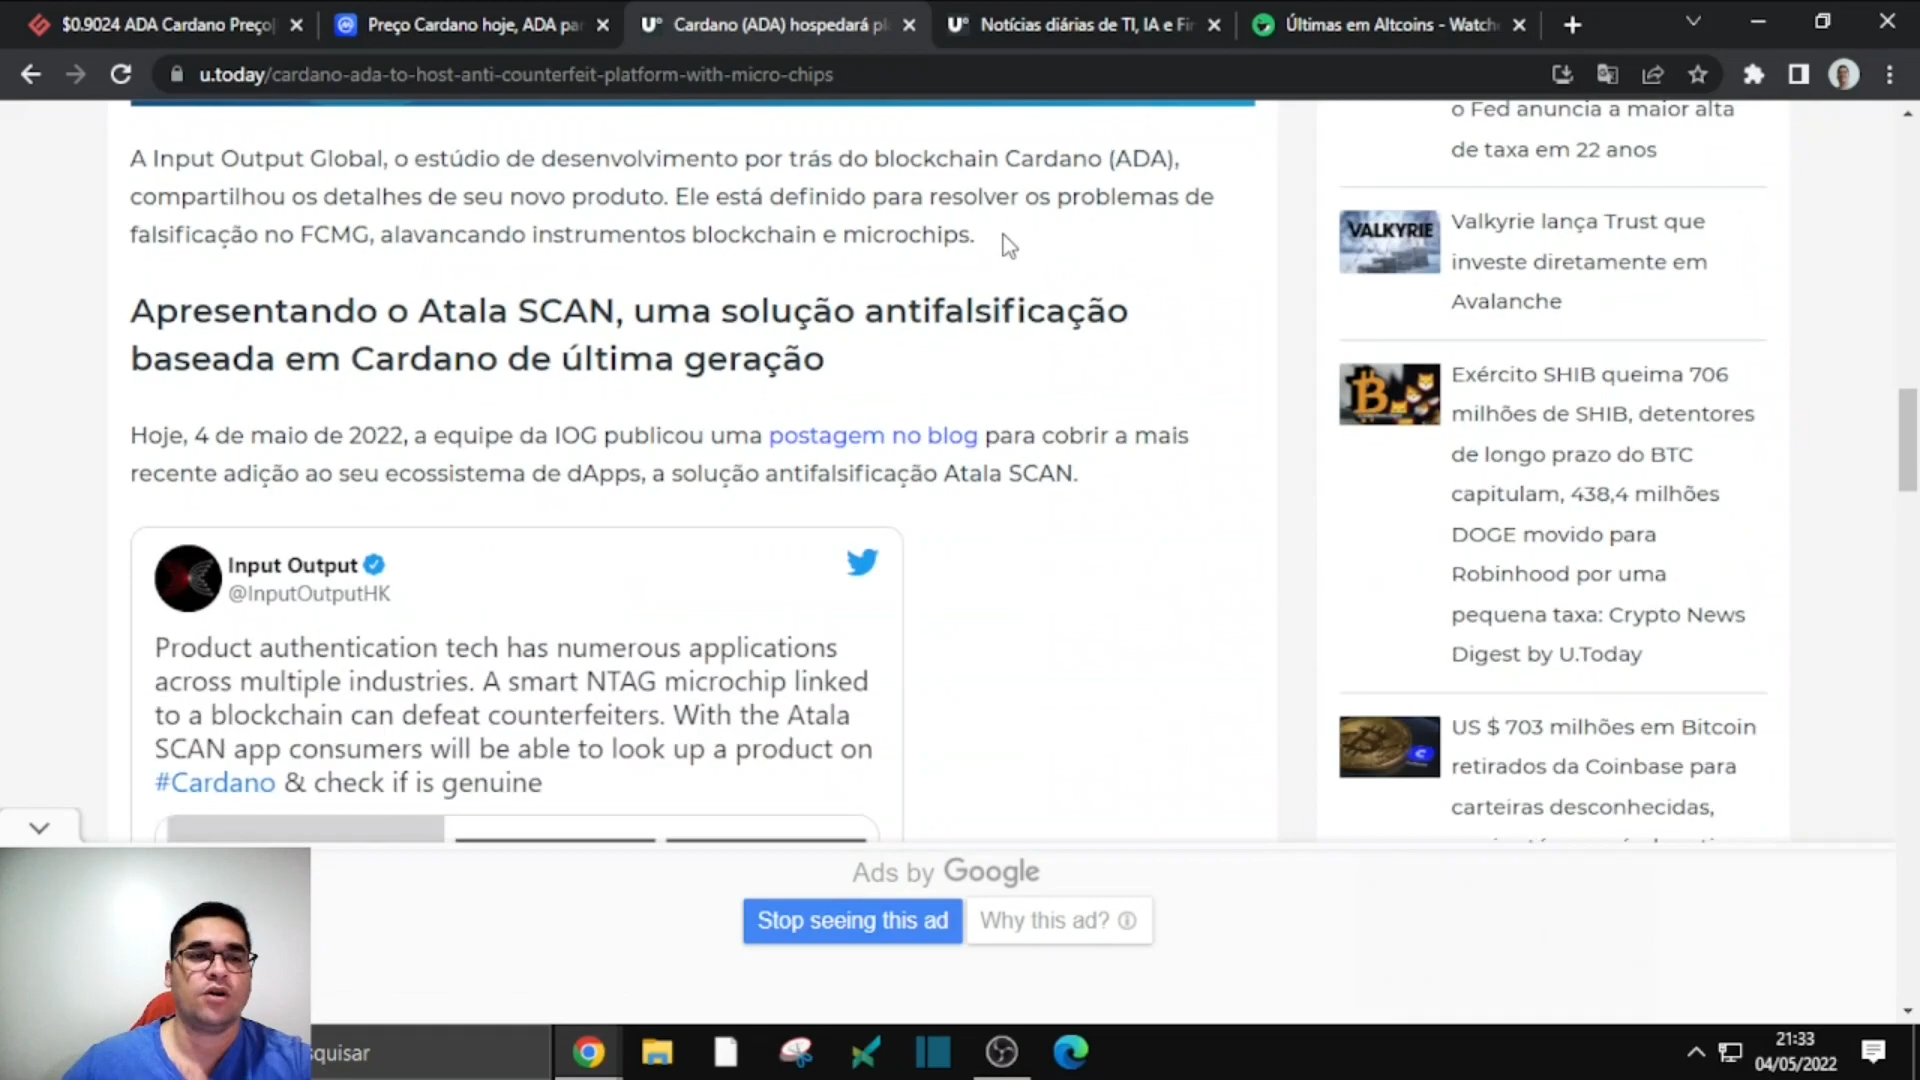 $0.9024 ADA Cardano Preço
Preço Cardano hoje, ADA pa
Cardano (ADA) hospedará pl
Notícias diárias de TI, IA e Fi
Últimas em Altcoins - Watch
u.today/cardano-ada-to-host-anti-counterfeit-platform-with-micro-chips
A Input Output Global, o estúdio de desenvolvimento por trás do blockchain Cardano (ADA),
compartilhou os detalhes de seu novo produto. Ele está definido para resolver os problemas de
falsificação no FCMG, alavancando instrumentos blockchain e microchips.
Apresentando o Atala SCAN, uma solução antifalsificação
baseada em Cardano de última geração
Hoje, 4 de maio de 2022, a equipe da IOG publicou uma postagem no blog para cobrir a mais
recente adição ao seu ecossistema de dApps, a solução antifalsificação Atala SCAN.
Input Output
@InputOutputHK
Product authentication tech has numerous applications
across multiple industries. A smart NTAG microchip linked
to a blockchain can defeat counterfeiters. With the Atala
SCAN app consumers will be able to look up a product on
#Cardano & check if is genuine
o Fed anuncia a maior alta
de taxa em 22 anos
VALKYRIE
Valkyrie lança Trust que
investe diretamente em
Avalanche
Exército SHIB queima 706
milhões de SHIB, detentores
de longo prazo do BTC
capitulam, 438,4 milhões
DOGE movido para
Robinhood por uma
pequena taxa: Crypto News
Digest by U.Today
US $ 703 milhões em Bitcoin
retirados da Coinbase para
carteiras desconhecidas,
Ads by Google
Stop seeing this ad
Why this ad?
squisar
21:33
04/05/2022